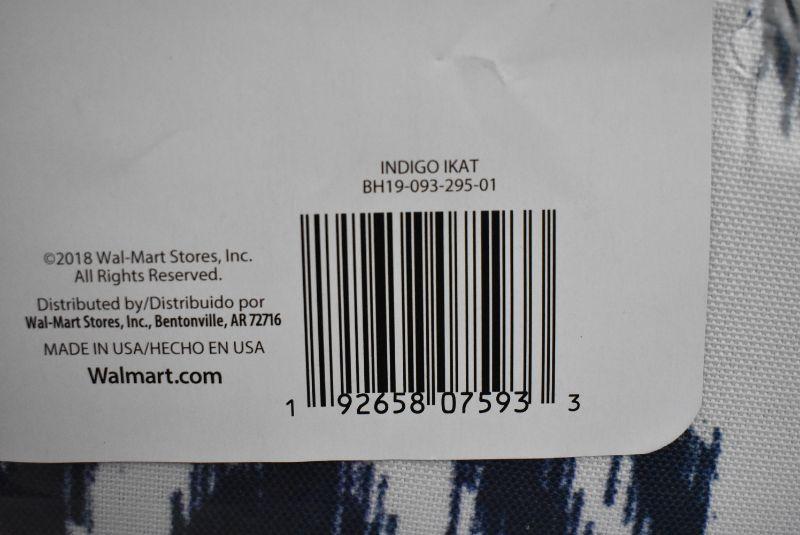 INDIGO IKAT
BH19-093-295-01
©2018 Wal-Mart Stores, Inc.
All Rights Reserved.
Distributed by/Distribuido por
Wal-Mart Stores, Inc., Bentonville, AR 72716
MADE IN USA/HECHO EN USA
Walmart.com
1 92658 07593 3